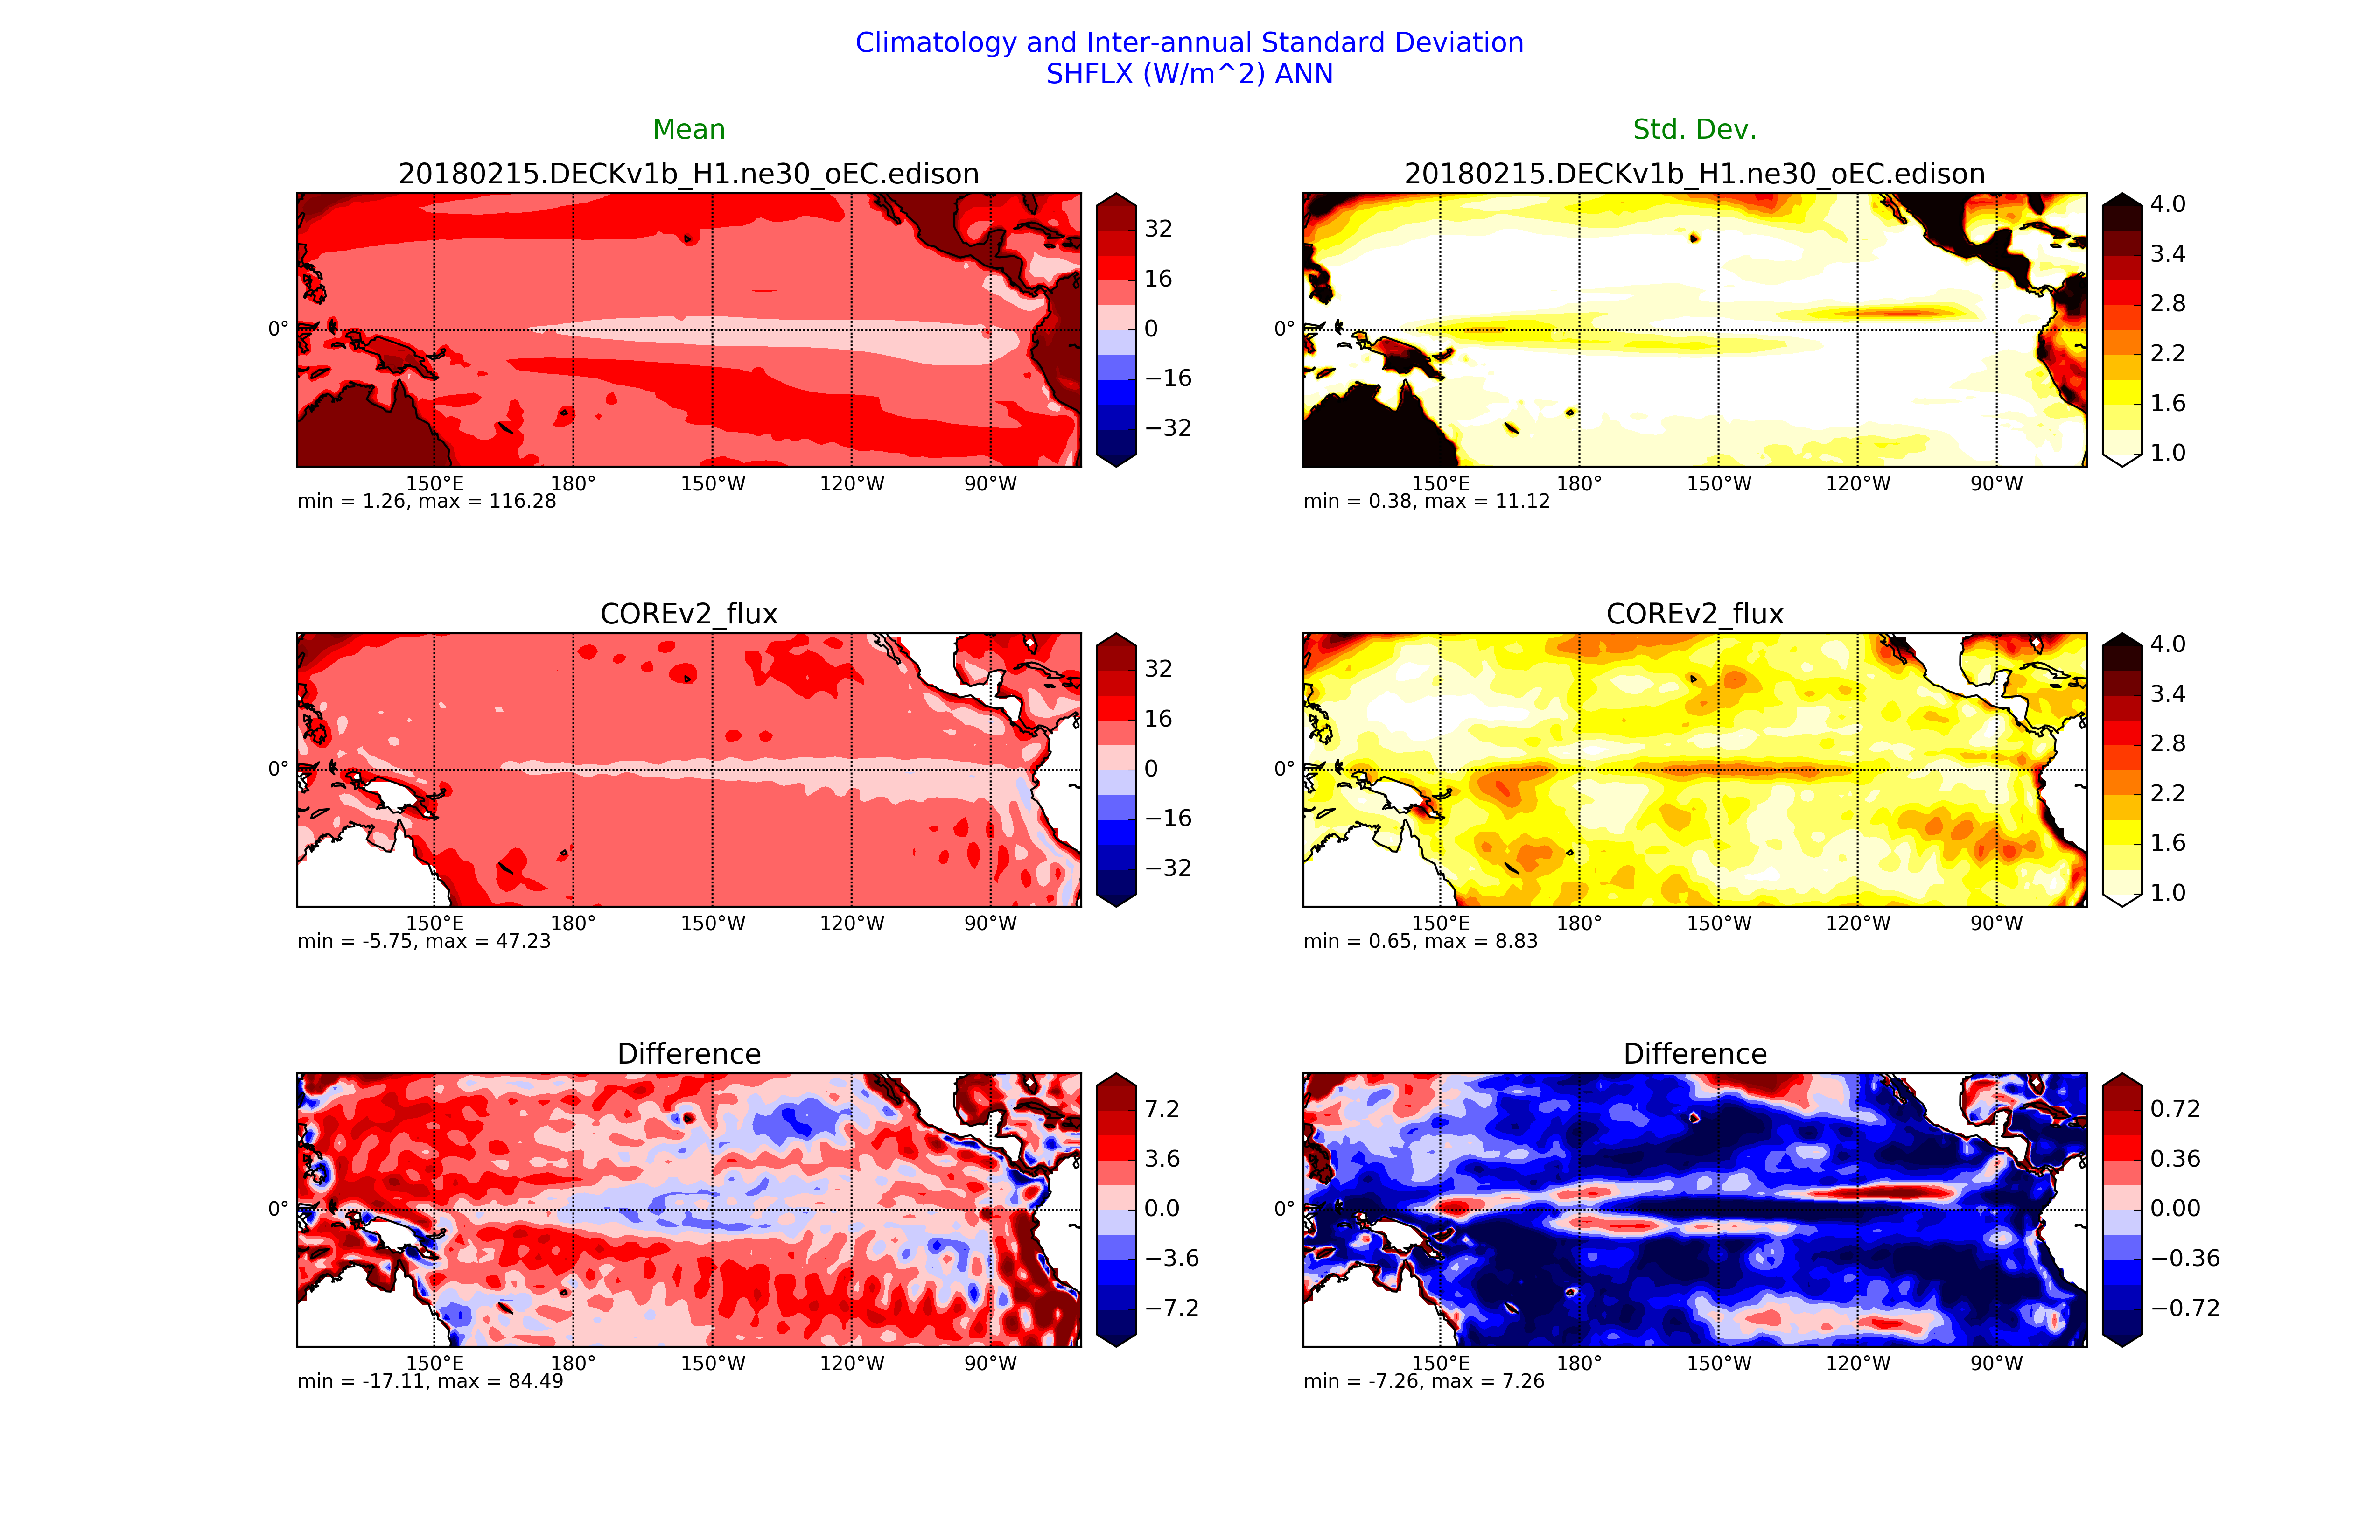 Climatology and Inter-annual Standard Deviation
SHFLX (W/m^2) ANN
Mean
Std. Dev.
20180215.DECKv1b_H1.ne30_oEC.edison
32
16
0
−16
−32
0°
150°E 180° 150°W 120°W 90°W
min = 1.26, max = 116.28
20180215.DECKv1b_H1.ne30_oEC.edison
4.0
3.4
2.8
2.2
1.6
1.0
0°
150°E 180° 150°W 120°W 90°W
min = 0.38, max = 11.12
COREv2_flux
32
16
0
−16
−32
0°
150°E 180° 150°W 120°W 90°W
min = -5.75, max = 47.23
COREv2_flux
4.0
3.4
2.8
2.2
1.6
1.0
0°
150°E 180° 150°W 120°W 90°W
min = 0.65, max = 8.83
Difference
7.2
3.6
0.0
−3.6
−7.2
0°
150°E 180° 150°W 120°W 90°W
min = -17.11, max = 84.49
Difference
0.72
0.36
0.00
−0.36
−0.72
0°
150°E 180° 150°W 120°W 90°W
min = -7.26, max = 7.26